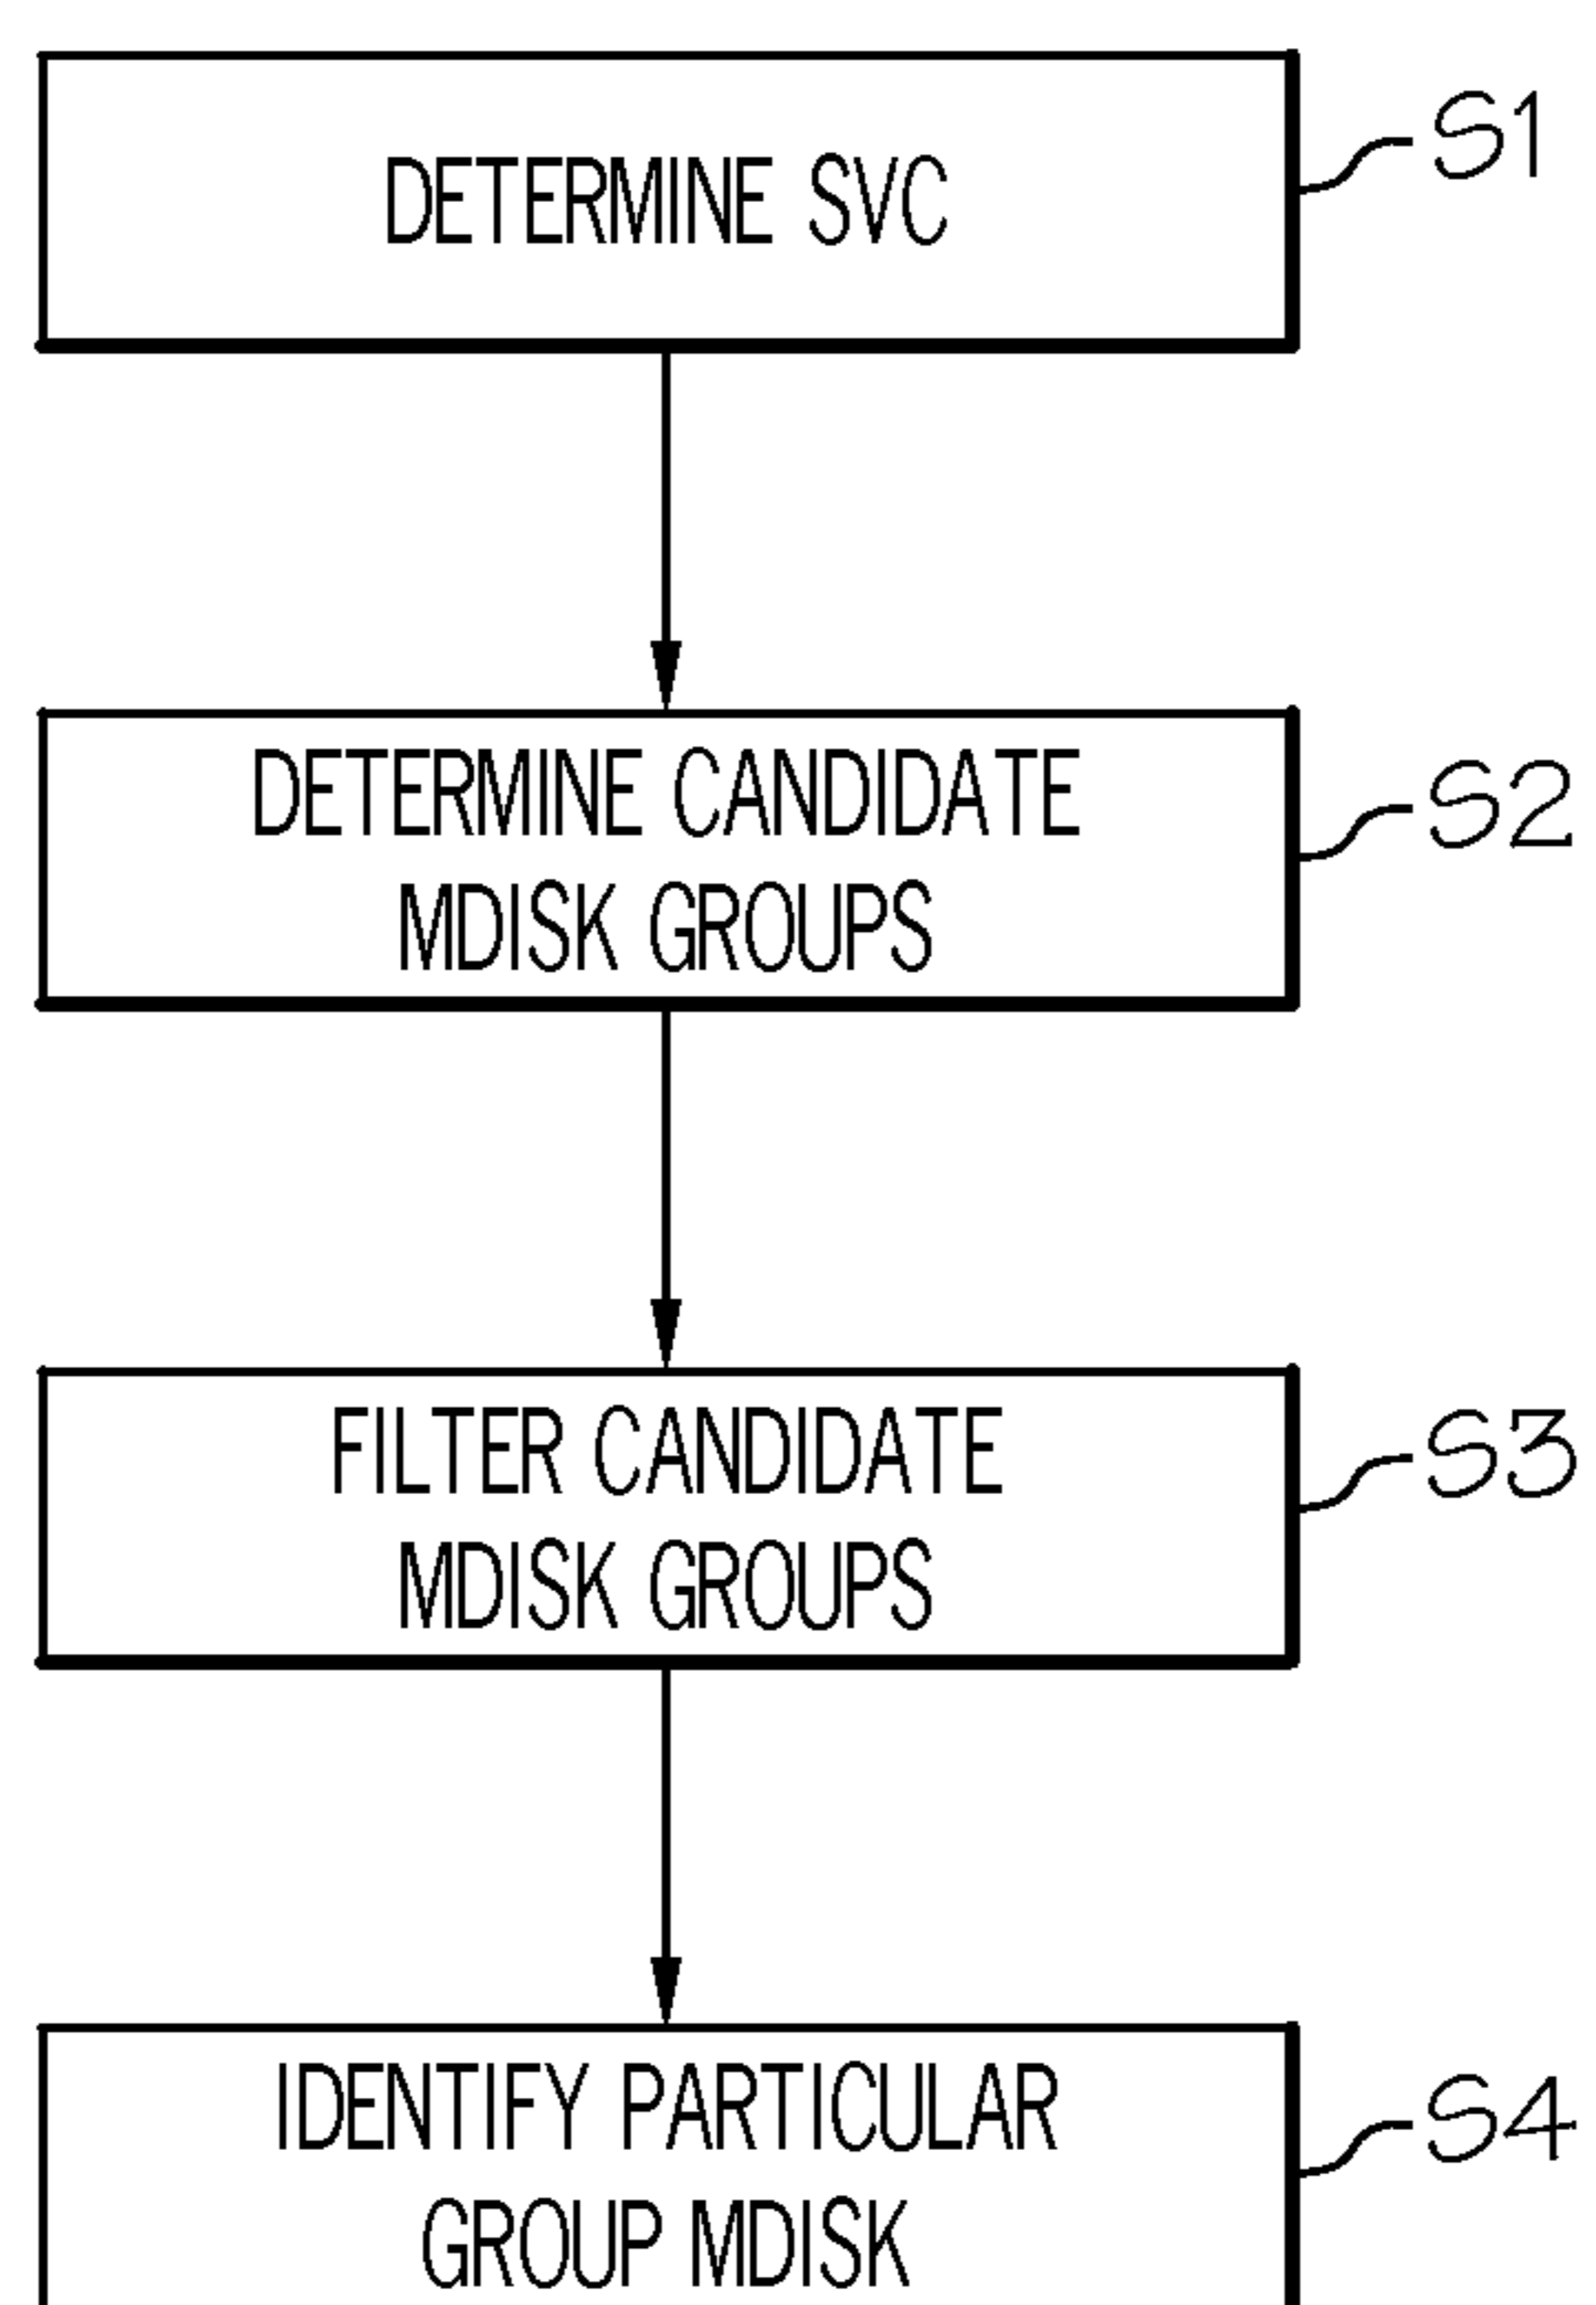 DETERMINE SVC
S1
DETERMINE CANDIDATE
MDISK GROUPS
S2
FILTER CANDIDATE
MDISK GROUPS
S3
IDENTIFY PARTICULAR
GROUP MDISK
S4